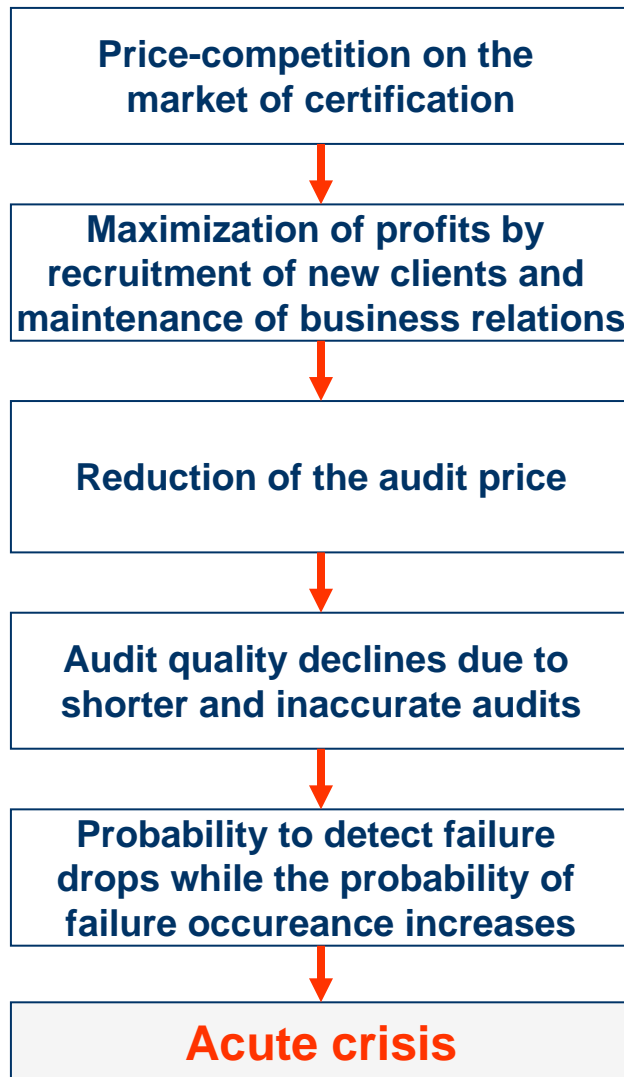 Price-competition on the
market of certification
Maximization of profits by
recruitment of new clients and
maintenance of business relations
Reduction of the audit price
Audit quality declines due to
shorter and inaccurate audits
Probability to detect failure
drops while the probability of
failure occureance increases
Acute crisis